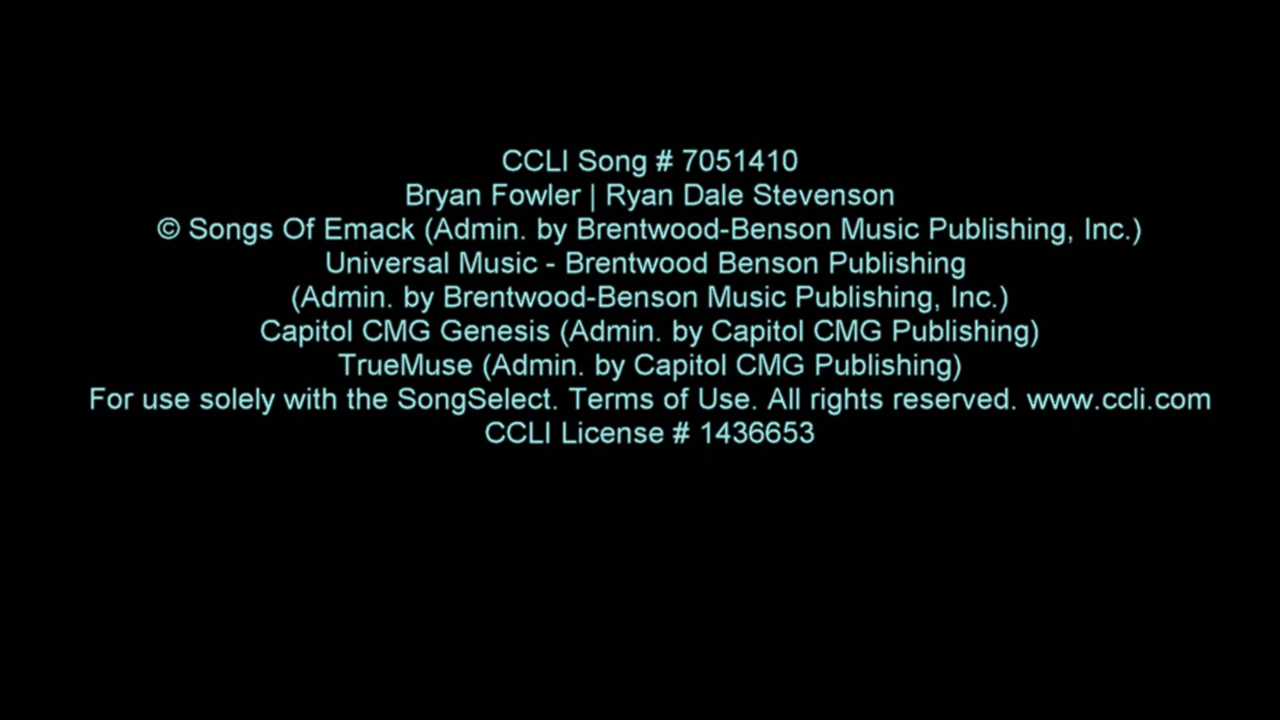 CCLI Song # 7051410
Bryan Fowler | Ryan Dale Stevenson
© Songs Of Emack (Admin. by Brentwood-Benson Music Publishing, Inc.)
Universal Music - Brentwood Benson Publishing
(Admin. by Brentwood-Benson Music Publishing, Inc.)
Capitol CMG Genesis (Admin. by Capitol CMG Publishing)
TrueMuse (Admin. by Capitol CMG Publishing)
For use solely with the SongSelect. Terms of Use. All rights reserved. www.ccli.com
CCLI License # 1436653